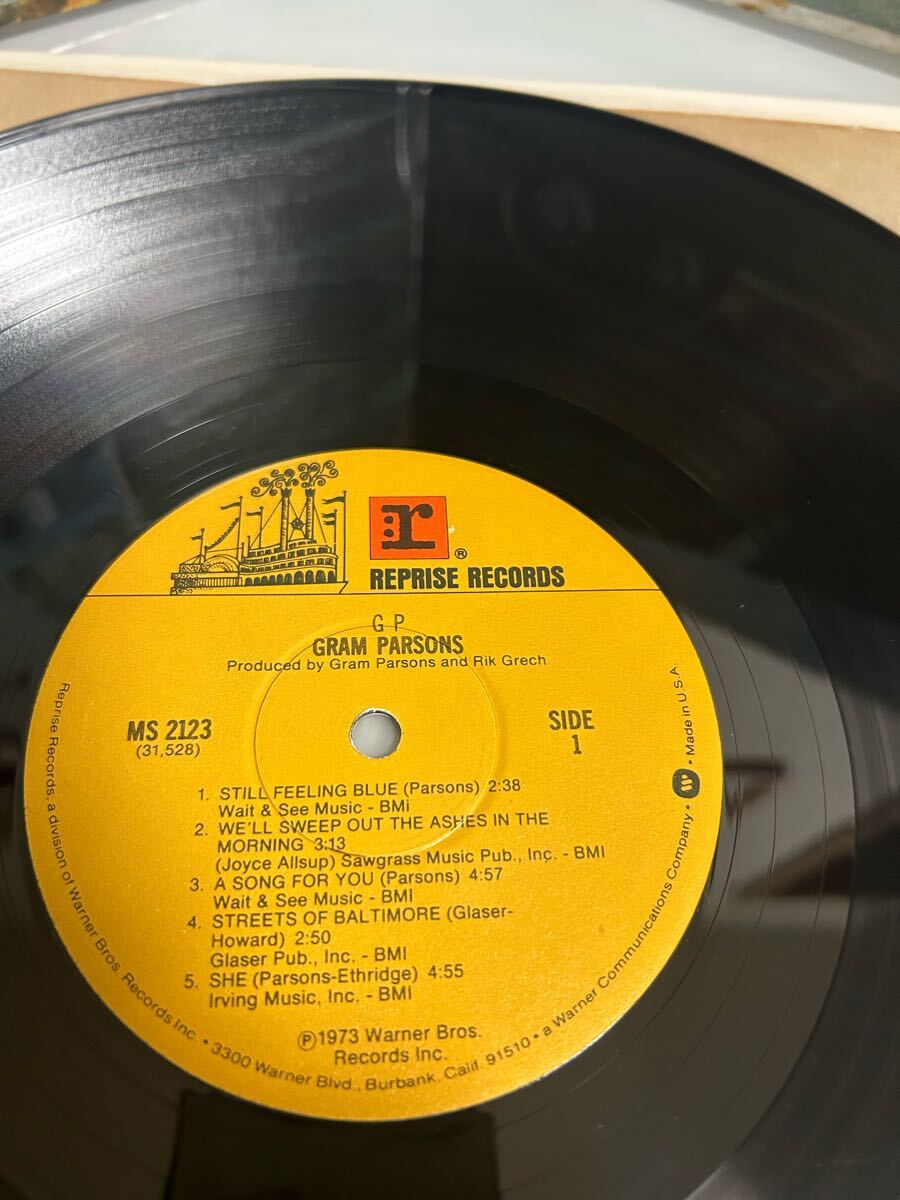 r
®
REPRISE RECORDS
G P
GRAM PARSONS
Produced by Gram Parsons and Rik Grech
MS 2123
(31,528)
SIDE
1
1. STILL FEELING BLUE (Parsons) 2:38
Wait & See Music - BMI
2. WE'LL SWEEP OUT THE ASHES IN THE
MORNING 3:13
(Joyce Allsup) Sawgrass Music Pub., Inc. - BMI
3. A SONG FOR YOU (Parsons) 4:57
Wait & See Music - BMI
4. STREETS OF BALTIMORE (Glaser-
Howard) 2:50
Glaser Pub., Inc. - BMI
5. SHE (Parsons-Ethridge) 4:55
Irving Music, Inc. - BMI
℗1973 Warner Bros.
Records Inc.
Reprise Records, a division of Warner Bros. Records Inc. • 3300 Warner Blvd., Burbank, Calif. 91510 • a Warner Communications Company • W • Made in U.S.A